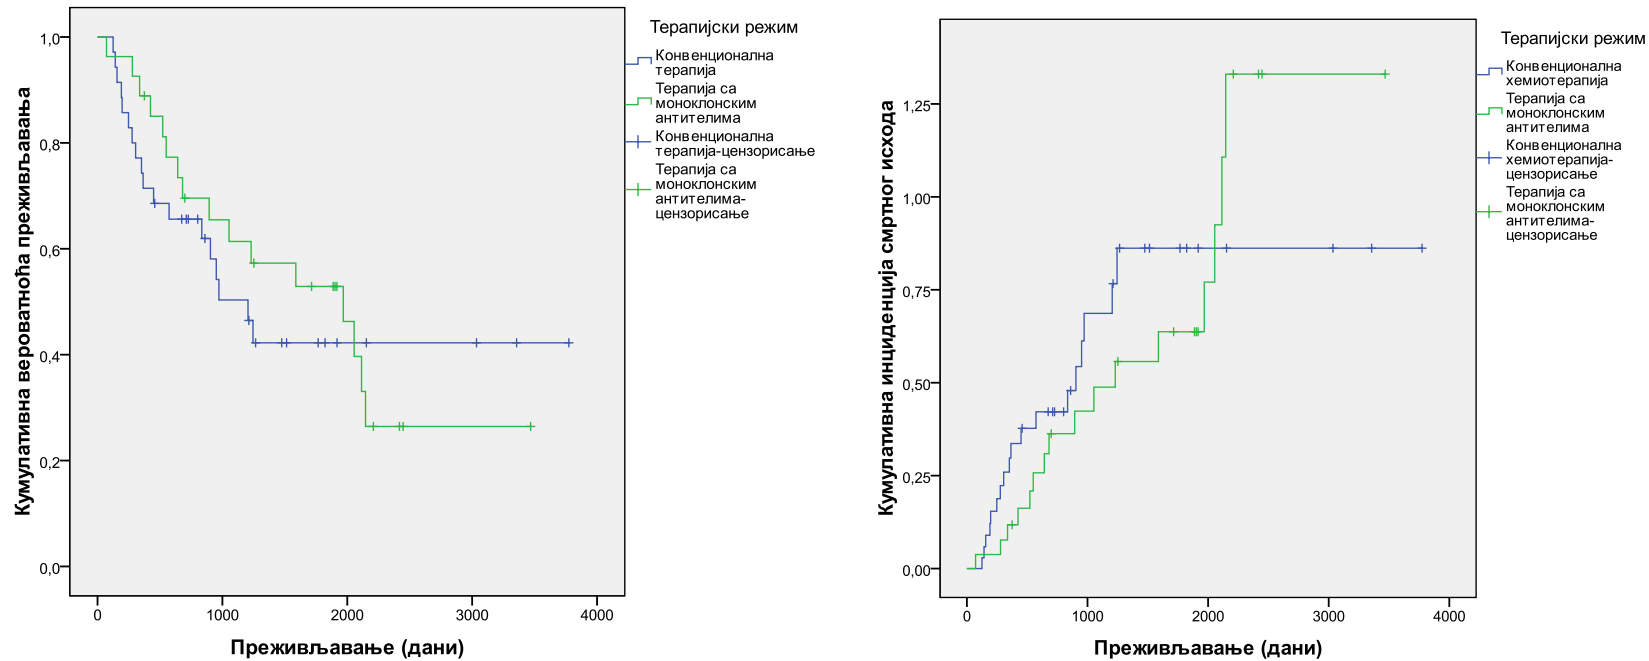 Кумулативна вероватноћа преживљавања
1,0
0,8
0,6
0,4
0,2
0,0
0
1000
2000
3000
4000
Преживљавање (дани)
Терапијски режим
Конвенционална
терапија
Терапија са
моноклонским
антителима
Конвенционална
терапија-цензорисање
Терапија са
моноклонским
антителима-
цензорисање
Кумулативна инциденција смртног исхода
1,25
1,00
0,75
0,50
0,25
0,00
0
1000
2000
3000
4000
Преживљавање (дани)
Терапијски режим
Конвенционална
хемиотерапија
Терапија са
моноклонским
антителима
Конвенционална
хемиотерапија-
цензорисање
Терапија са
моноклонским
антителима-
цензорисање